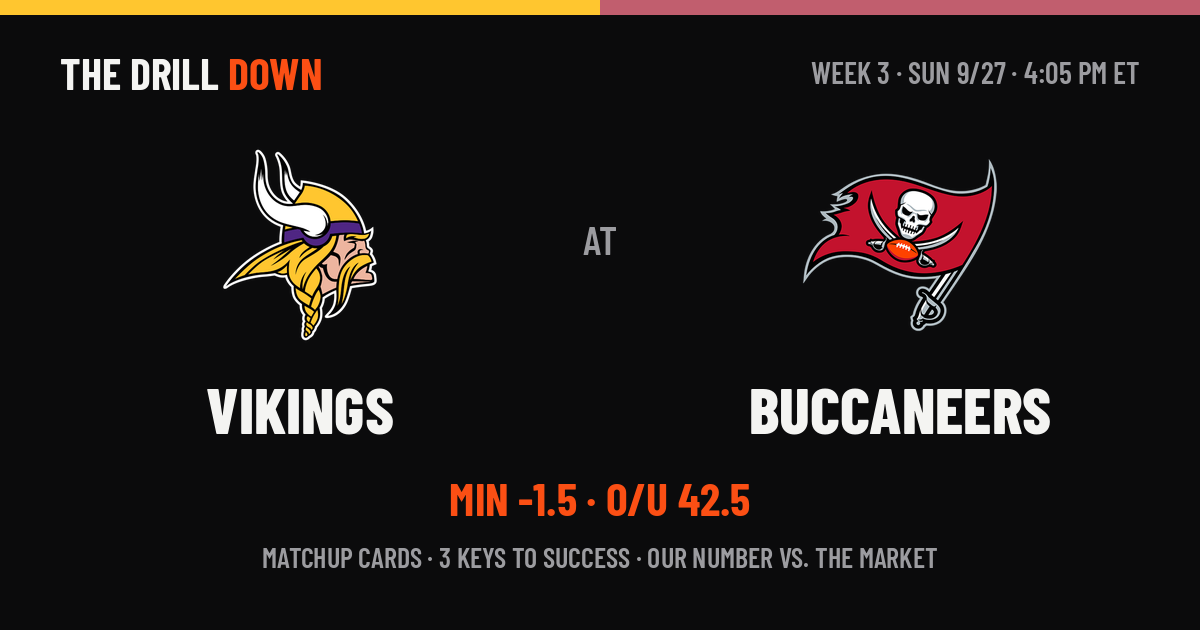 THE DRILL DOWN
WEEK 3 · SUN 9/27 · 4:05 PM ET
AT
VIKINGS
BUCCANEERS
MIN -1.5 · O/U 42.5
MATCHUP CARDS · 3 KEYS TO SUCCESS · OUR NUMBER VS. THE MARKET